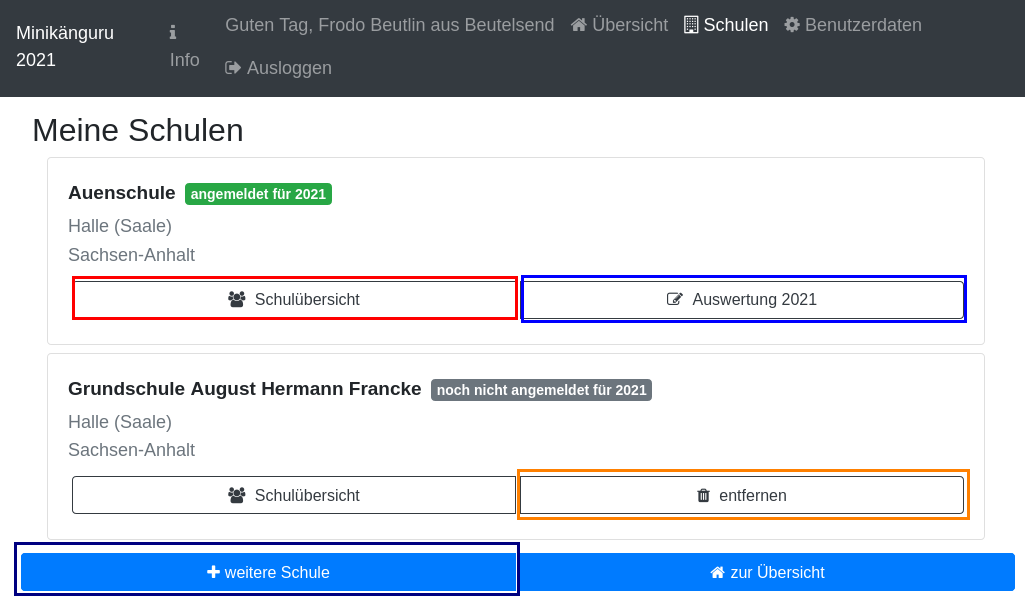 Minikänguru 2021
Info
Guten Tag, Frodo Beutlin aus Beutelsend Übersicht Schulen Benutzerdaten
Ausloggen
Meine Schulen
Auenschule angemeldet für 2021
Halle (Saale)
Sachsen-Anhalt
Schulübersicht Auswertung 2021
Grundschule August Hermann Francke noch nicht angemeldet für 2021
Halle (Saale)
Sachsen-Anhalt
Schulübersicht entfernen
weitere Schule zur Übersicht